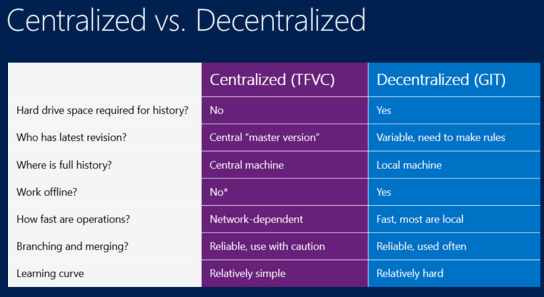 Centralized vs. Decentralized
Centralized (TFVC) Decentralized (GIT)
Hard drive space required for history? No Yes
Who has latest revision? Central "master version" Variable, need to make rules
Where is full history? Central machine Local machine
Work offline? No* Yes
How fast are operations? Network-dependent Fast, most are local
Branching and merging? Reliable, use with caution Reliable, used often
Learning curve Relatively simple Relatively hard